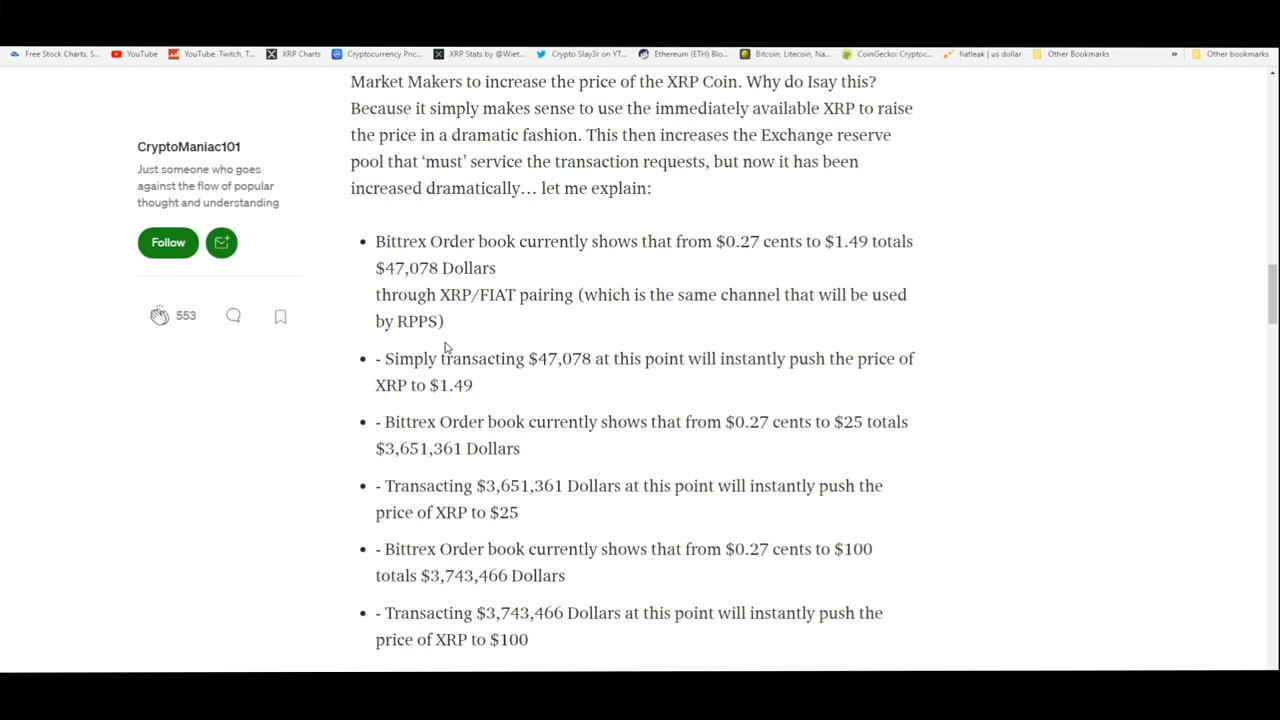 Free Stock Charts, S... YouTube YouTube, Twitch, T... XRP Charts Cryptocurrency Pric... XRP Stats by @Wiet... Crypto Slay3r on YT... Ethereum (ETH) Blo... Bitcoin, Litecoin, Na... CoinGecko: Cryptoc... fiatleak | us dollar Other Bookmarks » Other bookmarks
Market Makers to increase the price of the XRP Coin. Why do Isay this?
Because it simply makes sense to use the immediately available XRP to raise
the price in a dramatic fashion. This then increases the Exchange reserve
pool that ‘must’ service the transaction requests, but now it has been
increased dramatically… let me explain:
CryptoManiac101
Just someone who goes
against the flow of popular
thought and understanding
Follow
553
• Bittrex Order book currently shows that from $0.27 cents to $1.49 totals
$47,078 Dollars
through XRP/FIAT pairing (which is the same channel that will be used
by RPPS)
• - Simply transacting $47,078 at this point will instantly push the price of
XRP to $1.49
• - Bittrex Order book currently shows that from $0.27 cents to $25 totals
$3,651,361 Dollars
• - Transacting $3,651,361 Dollars at this point will instantly push the
price of XRP to $25
• - Bittrex Order book currently shows that from $0.27 cents to $100
totals $3,743,466 Dollars
• - Transacting $3,743,466 Dollars at this point will instantly push the
price of XRP to $100